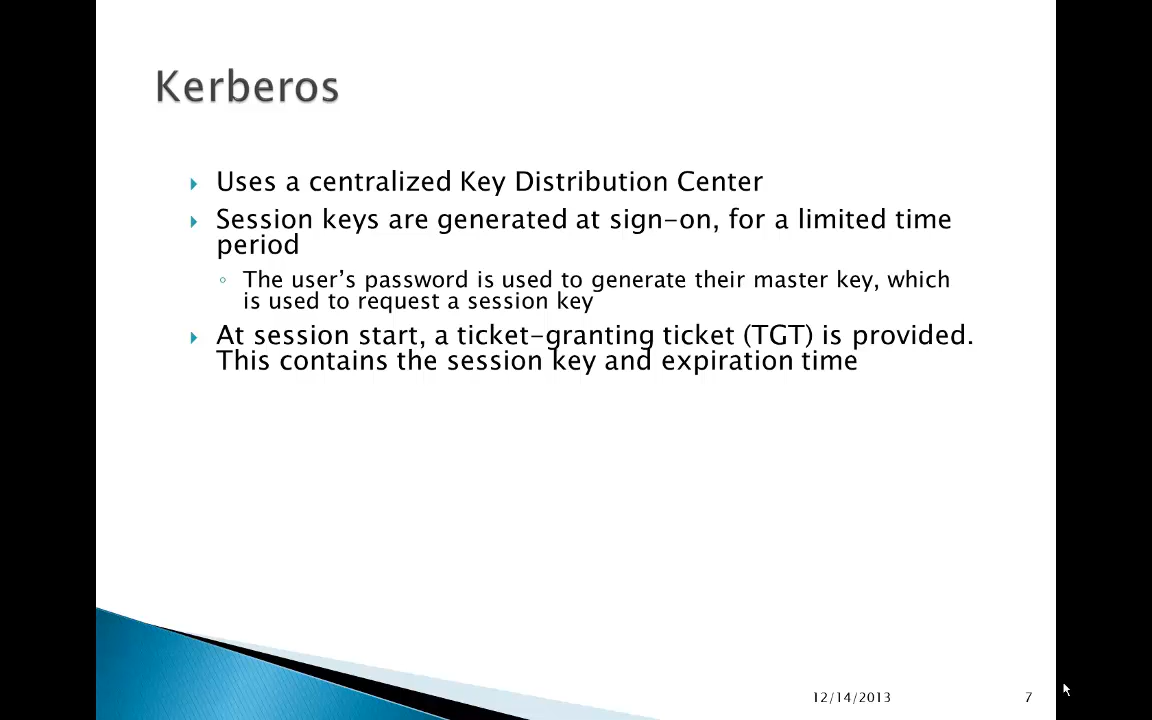 Kerberos
Uses a centralized Key Distribution Center
Session keys are generated at sign-on, for a limited time
period
The user’s password is used to generate their master key, which
is used to request a session key
At session start, a ticket-granting ticket (TGT) is provided.
This contains the session key and expiration time
12/14/2013
7